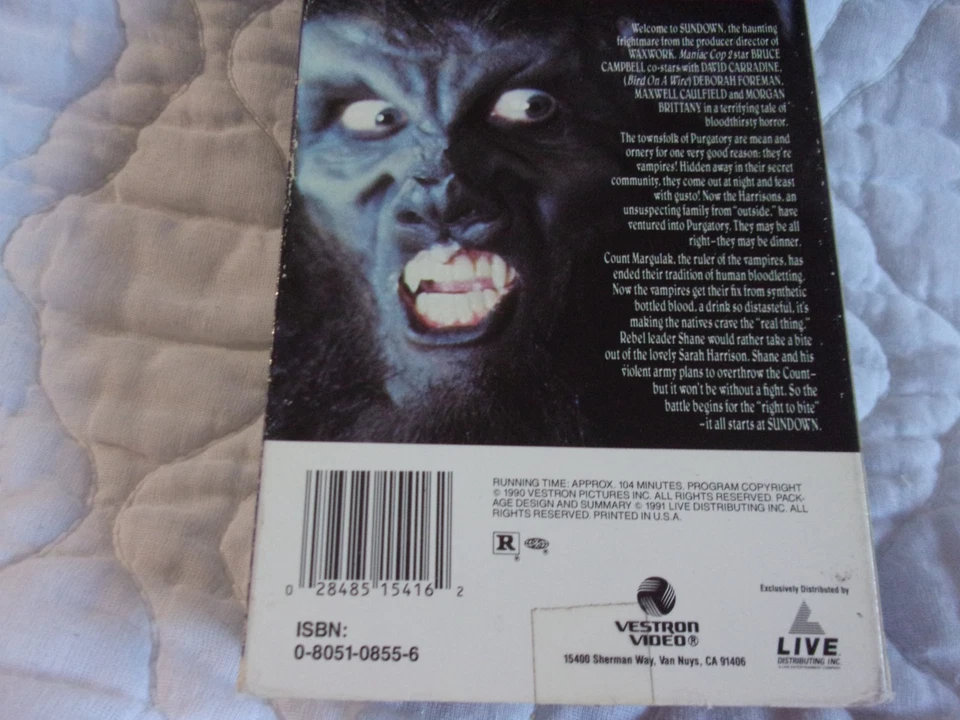 Welcome to SUNDOWN, the haunting
frightmare from the producer-director of
WAXWORK. Maniac Cop 2 star BRUCE
CAMPBELL co-stars with DAVID CARRADINE,
(Bird On A Wire) DEBORAH FOREMAN,
MAXWELL CAULFIELD and MORGAN
BRITTANY in a terrifying tale of
bloodthirsty horror.
The townsfolk of Purgatory are mean and
ornery for one very good reason: they're
vampires! Hidden away in their secret
community, they come out at night and feast
with gusto! Now the Harrisons, an
unsuspecting family from "outside," have
ventured into Purgatory. They may be all
right–they may be dinner.
Count Margulak, the ruler of the vampires, has
ended their tradition of human bloodletting.
Now the vampires get their fix from synthetic
bottled blood, a drink so distasteful, it's
making the natives crave the "real thing."
Rebel leader Shane would rather take a bite
out of the lovely Sarah Harrison. Shane and his
violent army plans to overthrow the Count–
but it won't be without a fight. So the
battle begins for the "right to bite"
–it all starts at SUNDOWN.
RUNNING TIME: APPROX. 104 MINUTES. PROGRAM COPYRIGHT
© 1990 VESTRON PICTURES INC. ALL RIGHTS RESERVED. PACK-
AGE DESIGN AND SUMMARY © 1991 LIVE DISTRIBUTING INC. ALL
RIGHTS RESERVED. PRINTED IN U.S.A.
R
0 28485 15416 2
ISBN:
0-8051-0855-6
VESTRON
VIDEO®
15400 Sherman Way, Van Nuys, CA 91406
Exclusively Distributed by
LIVE
DISTRIBUTING INC.